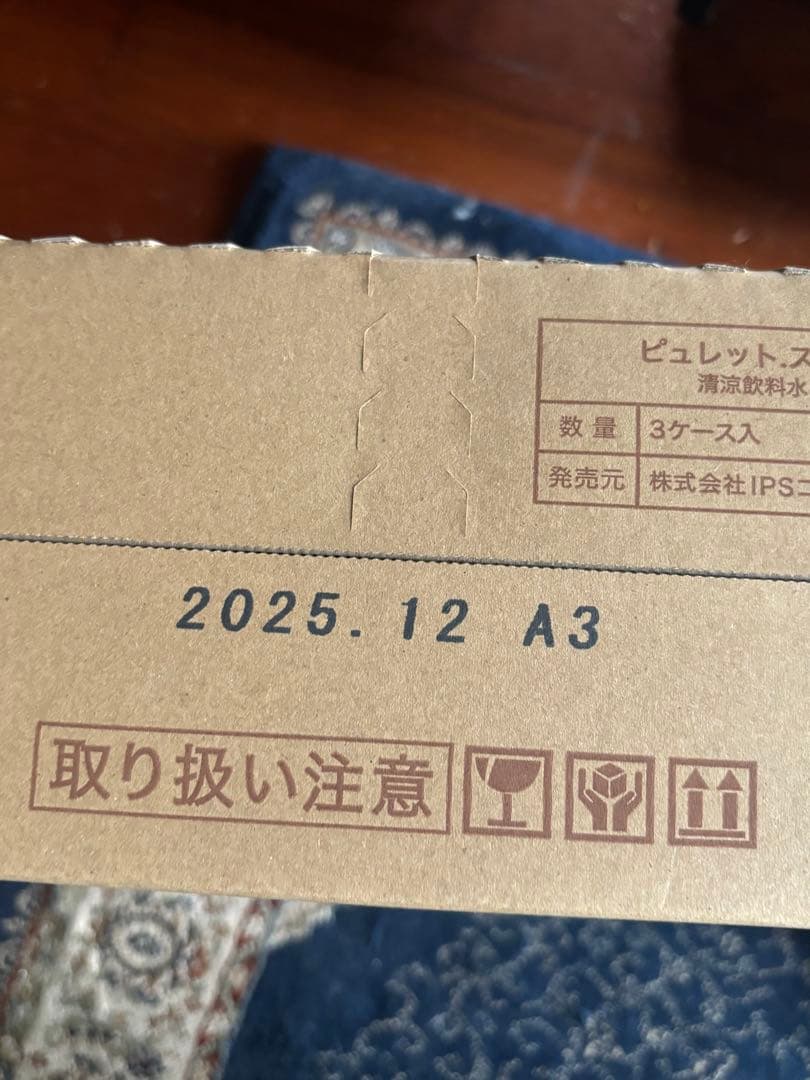 ピュレット.ス
清涼飲料水
数量 3ケース入
発売元 株式会社IPSコ
2025.12 A3
取り扱い注意